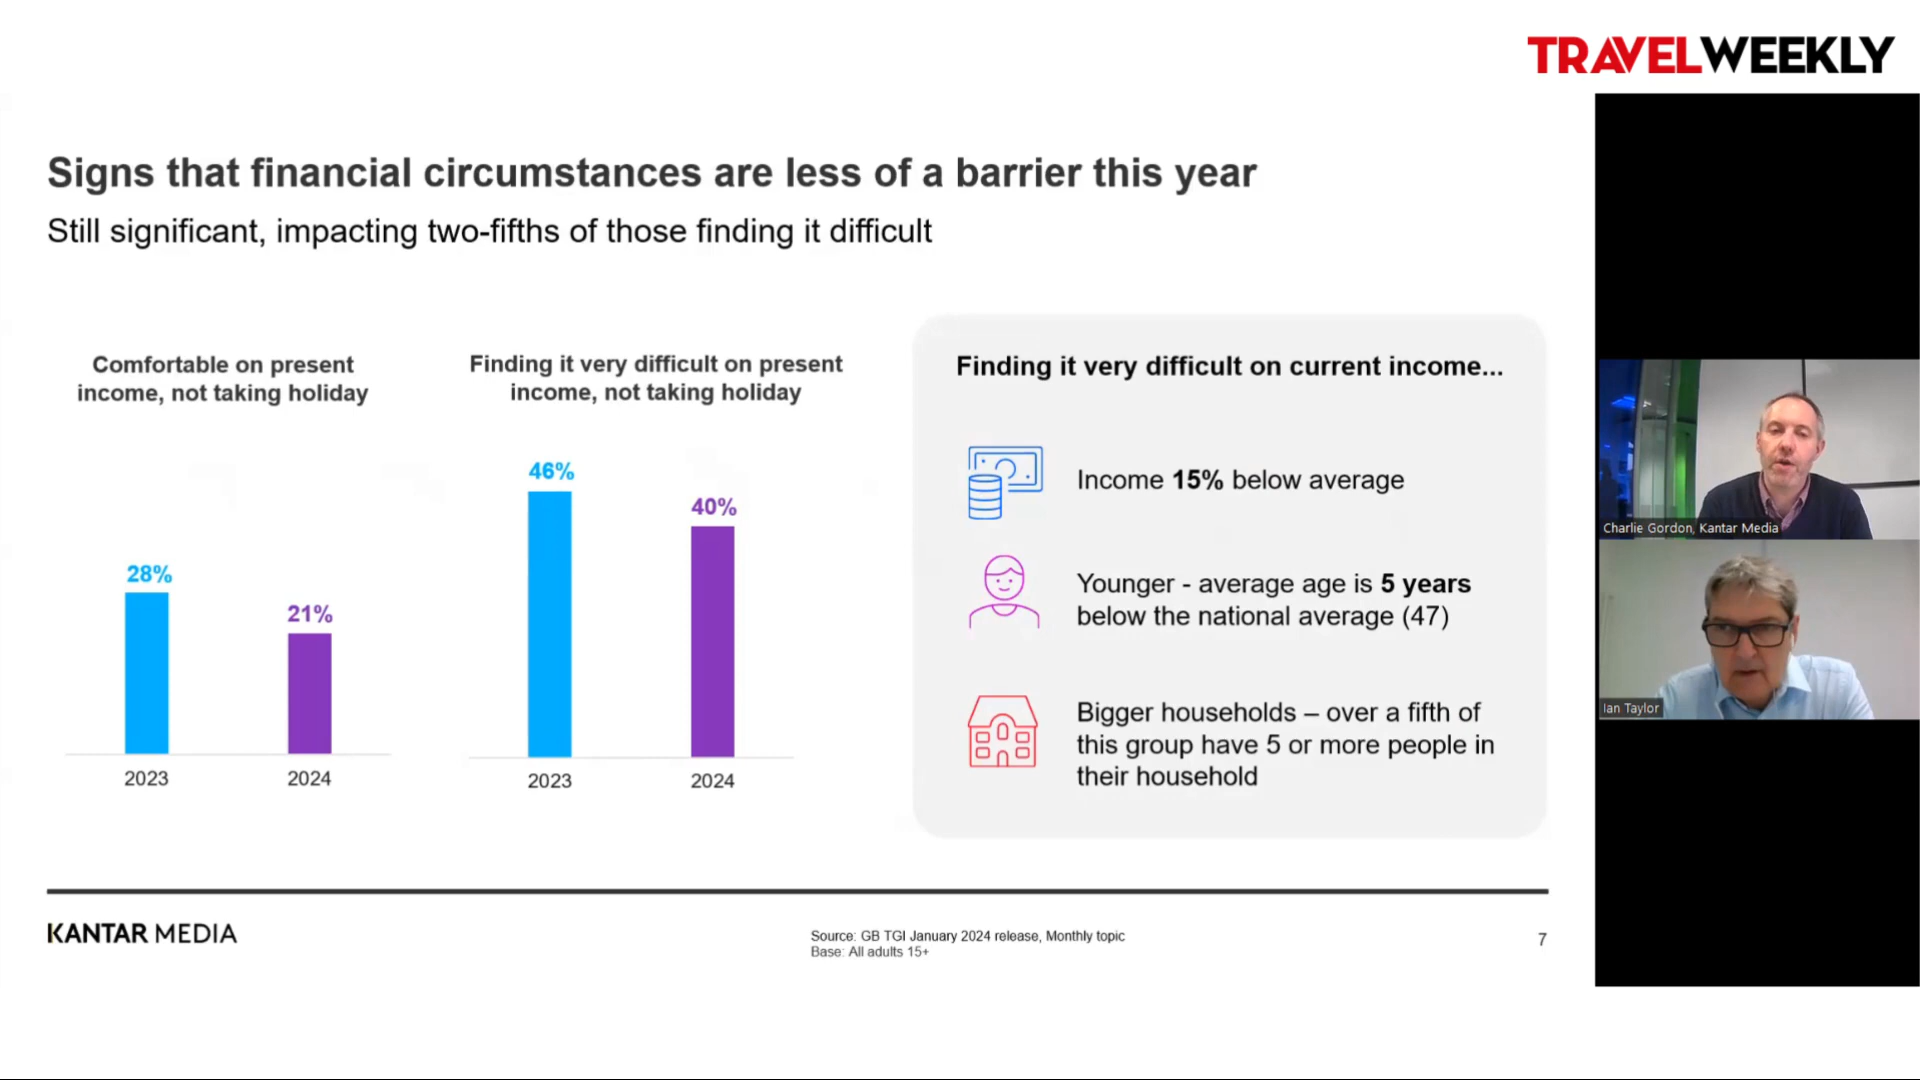 TRAVELWEEKLY
Signs that financial circumstances are less of a barrier this year
Still significant, impacting two-fifths of those finding it difficult
Comfortable on present
income, not taking holiday
28%
21%
2023
2024
Finding it very difficult on present
income, not taking holiday
46%
40%
2023
2024
Finding it very difficult on current income...
Income 15% below average
Younger - average age is 5 years
below the national average (47)
Bigger households – over a fifth of
this group have 5 or more people in
their household
Charlie Gordon, Kantar Media
Ian Taylor
KANTAR MEDIA
Source: GB TGI January 2024 release, Monthly topic
Base: All adults 15+
7